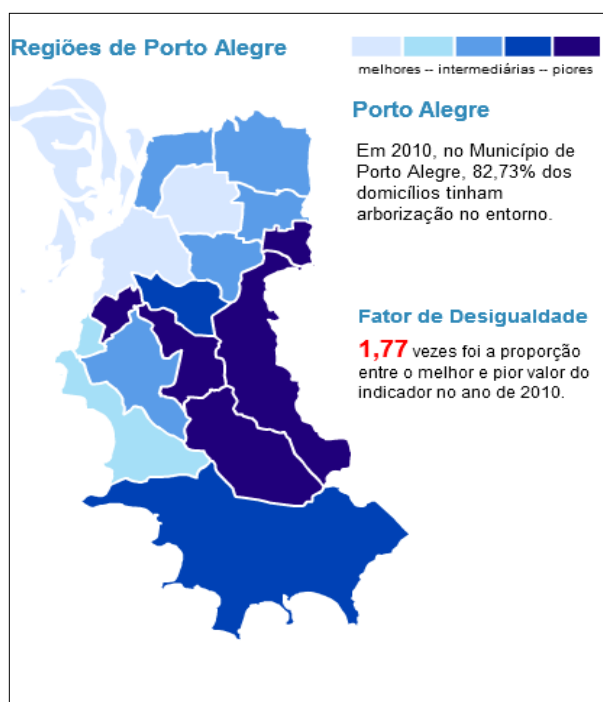 Regiões de Porto Alegre
melhores -- intermediárias -- piores
Porto Alegre
Em 2010, no Município de
Porto Alegre, 82,73% dos
domicílios tinham
arborização no entorno.
Fator de Desigualdade
1,77 vezes foi a proporção
entre o melhor e pior valor do
indicador no ano de 2010.